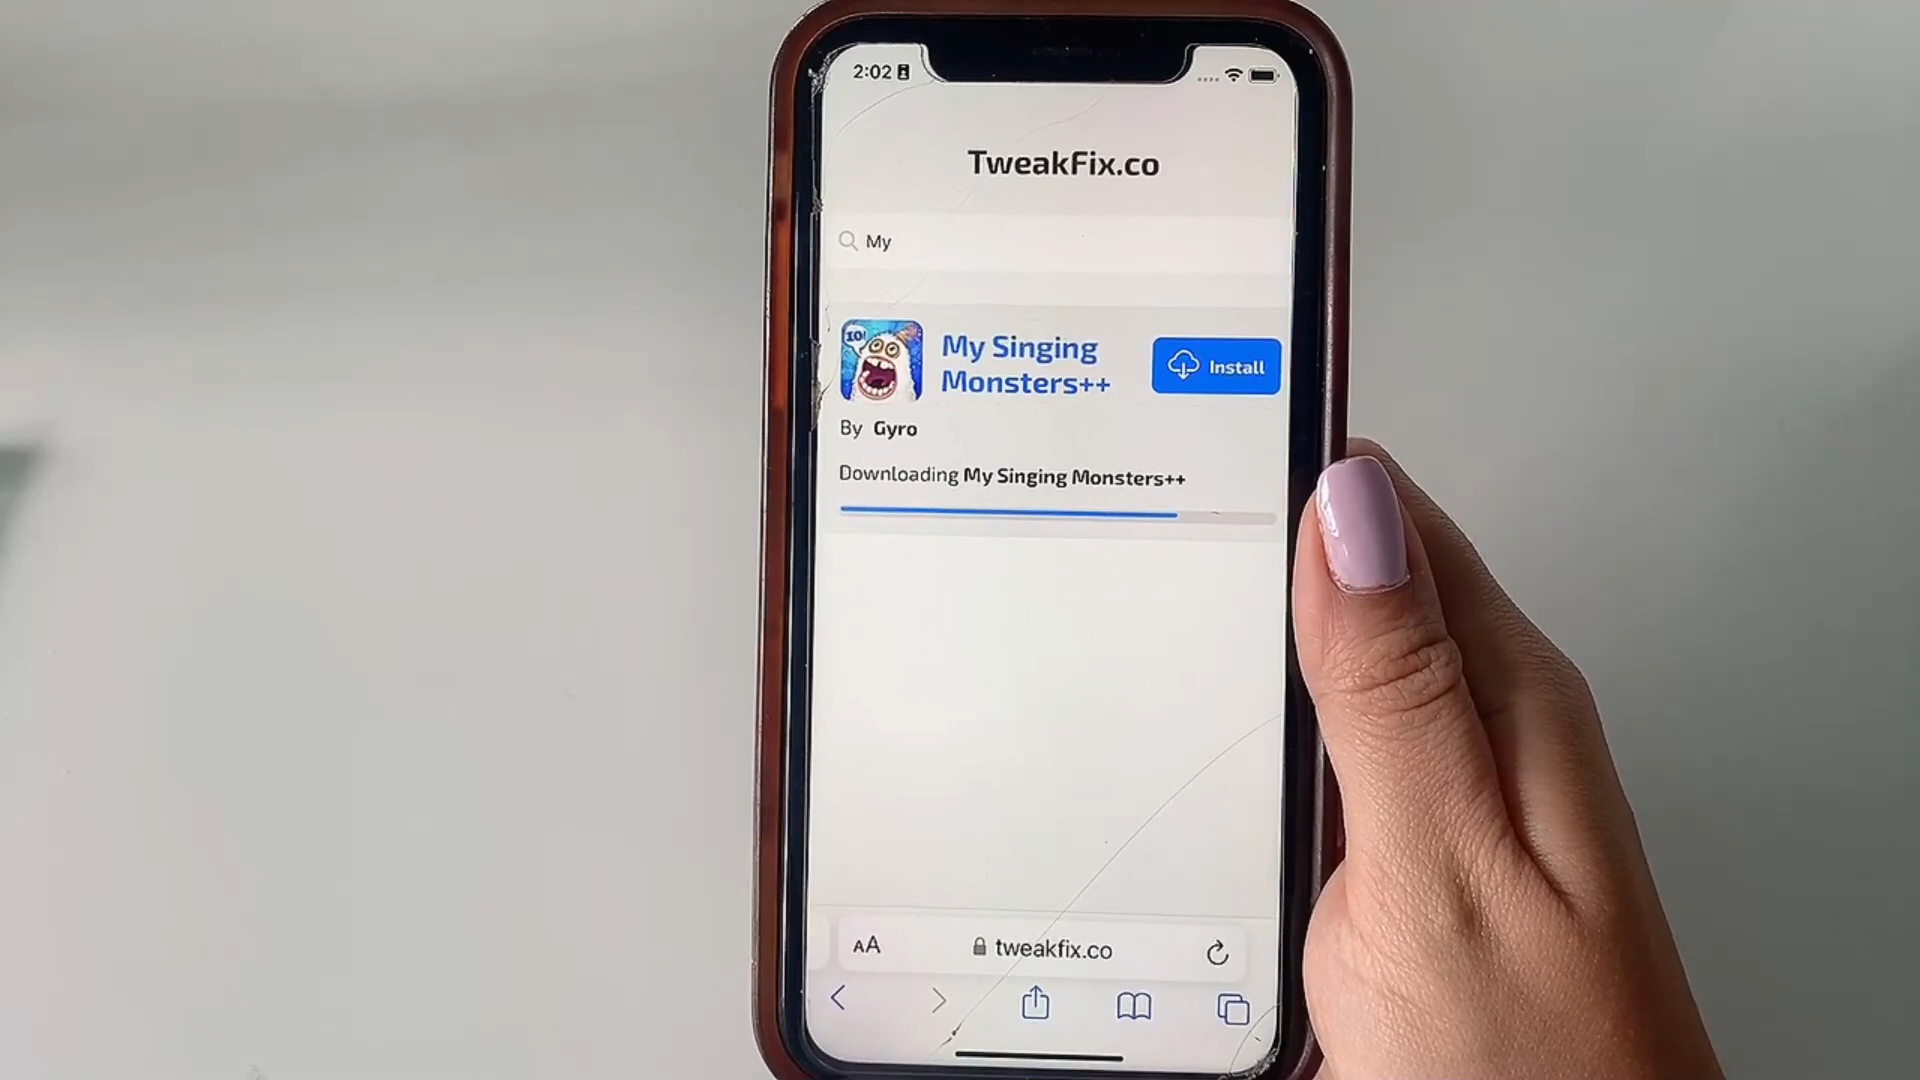 2:02
TweakFix.co
My
10!
My Singing
Monsters++
Install
By Gyro
Downloading My Singing Monsters++
AA
tweakfix.co